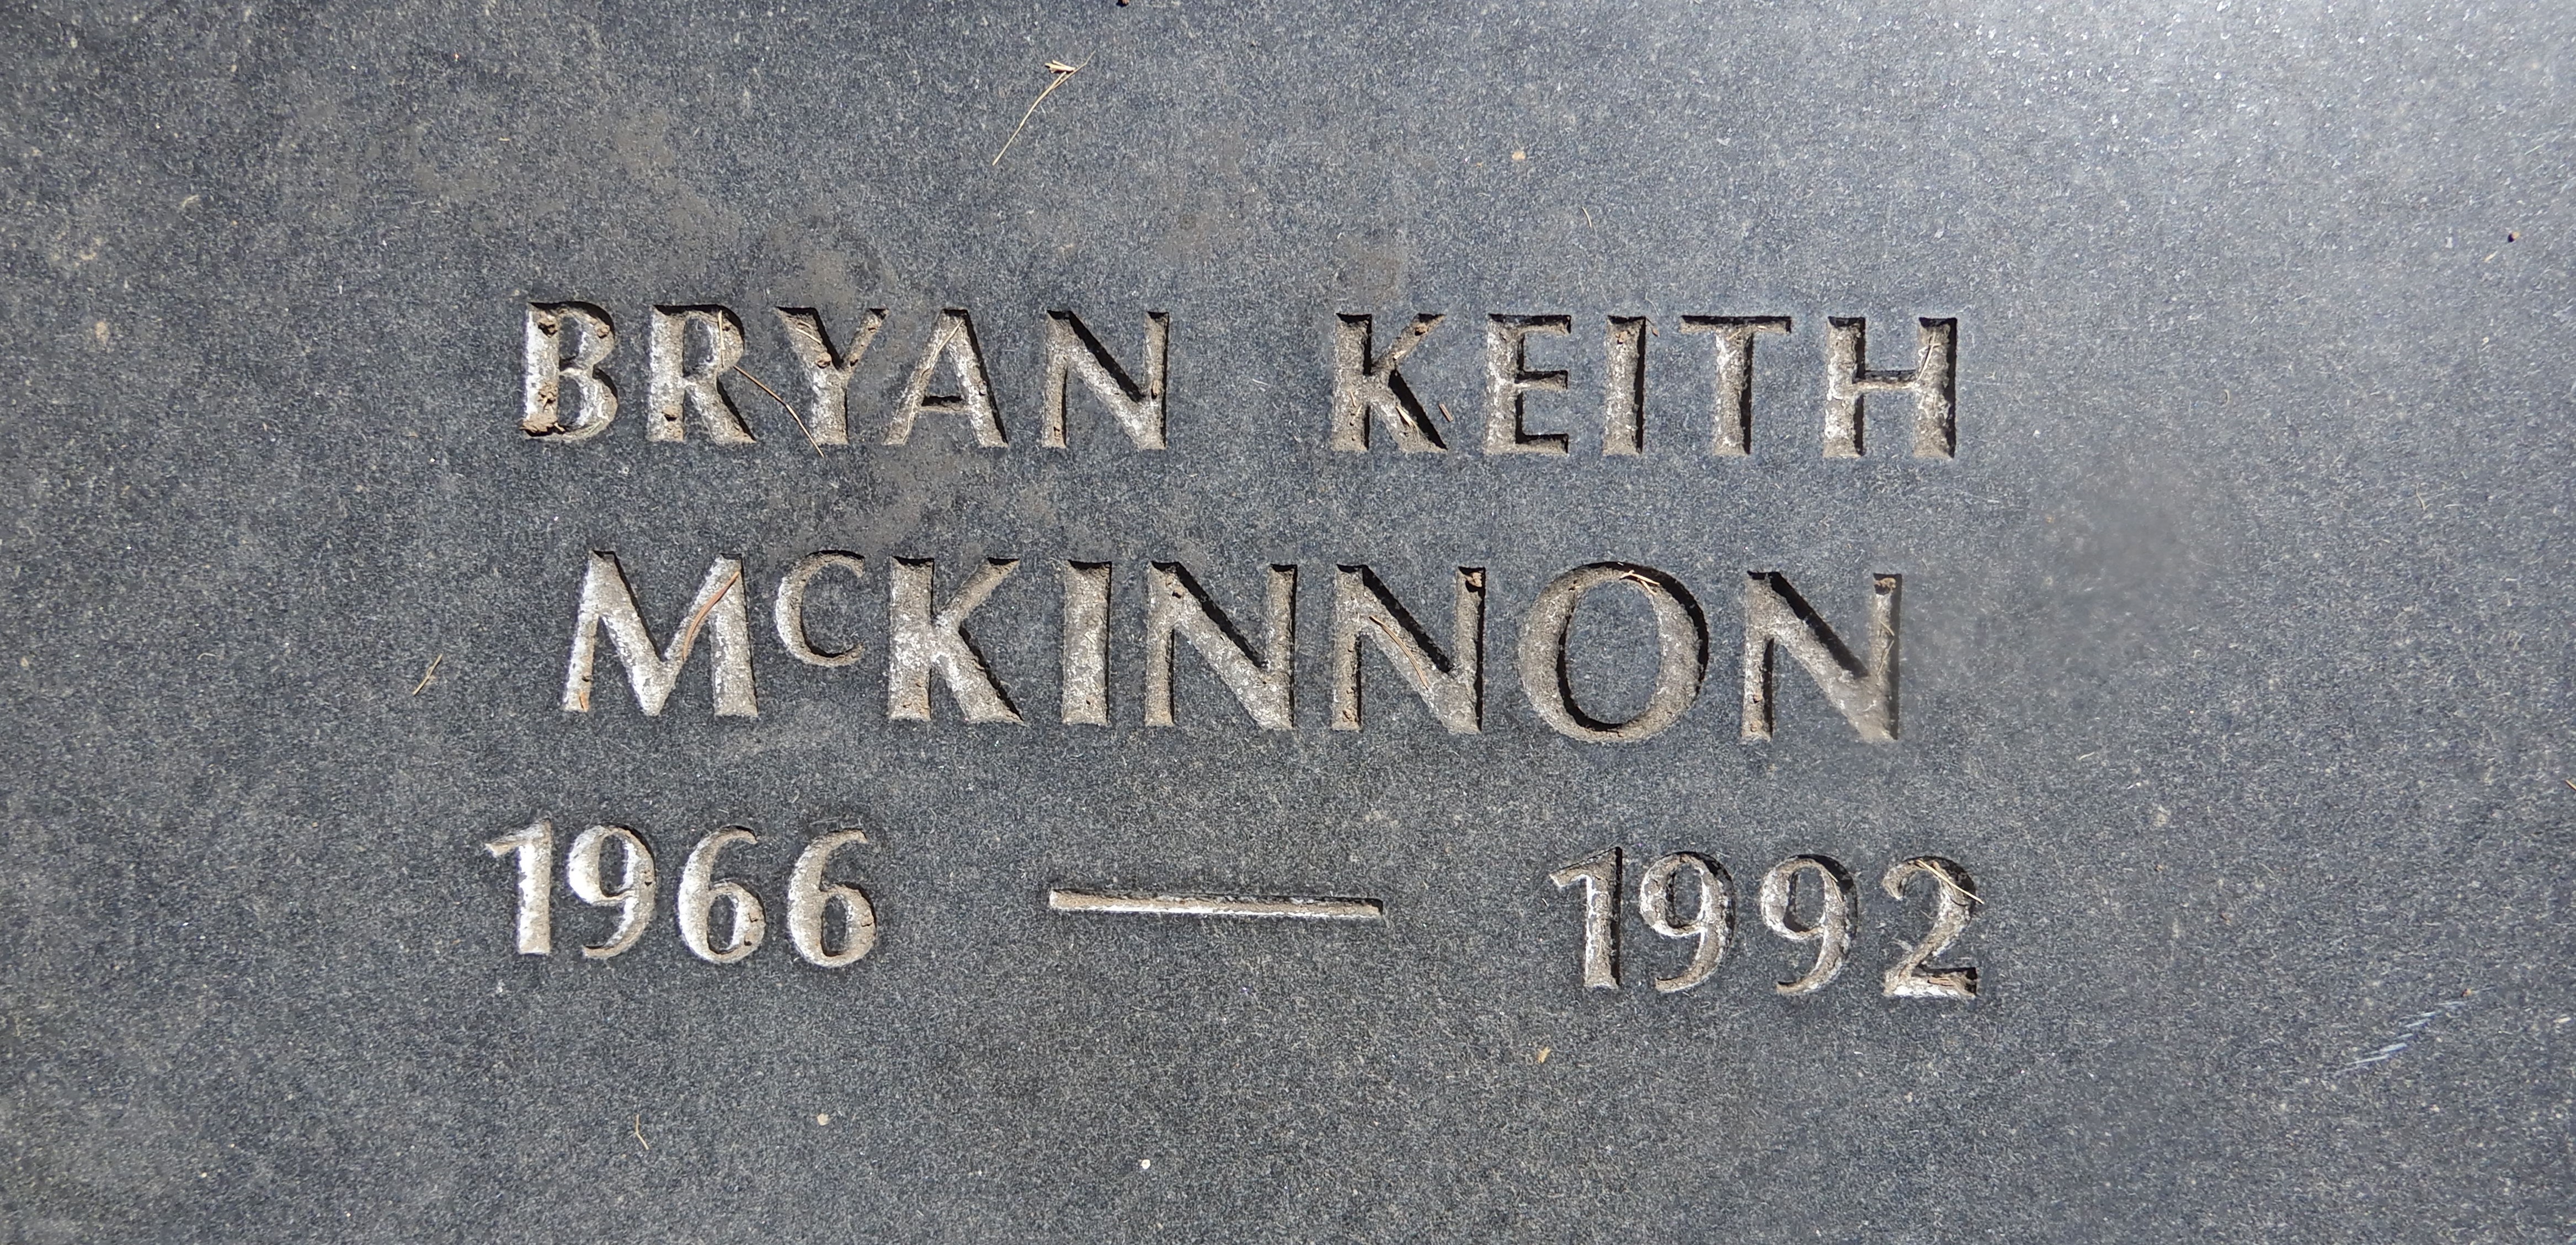 BRYAN KEITH
McKINNON
1966 — 1992